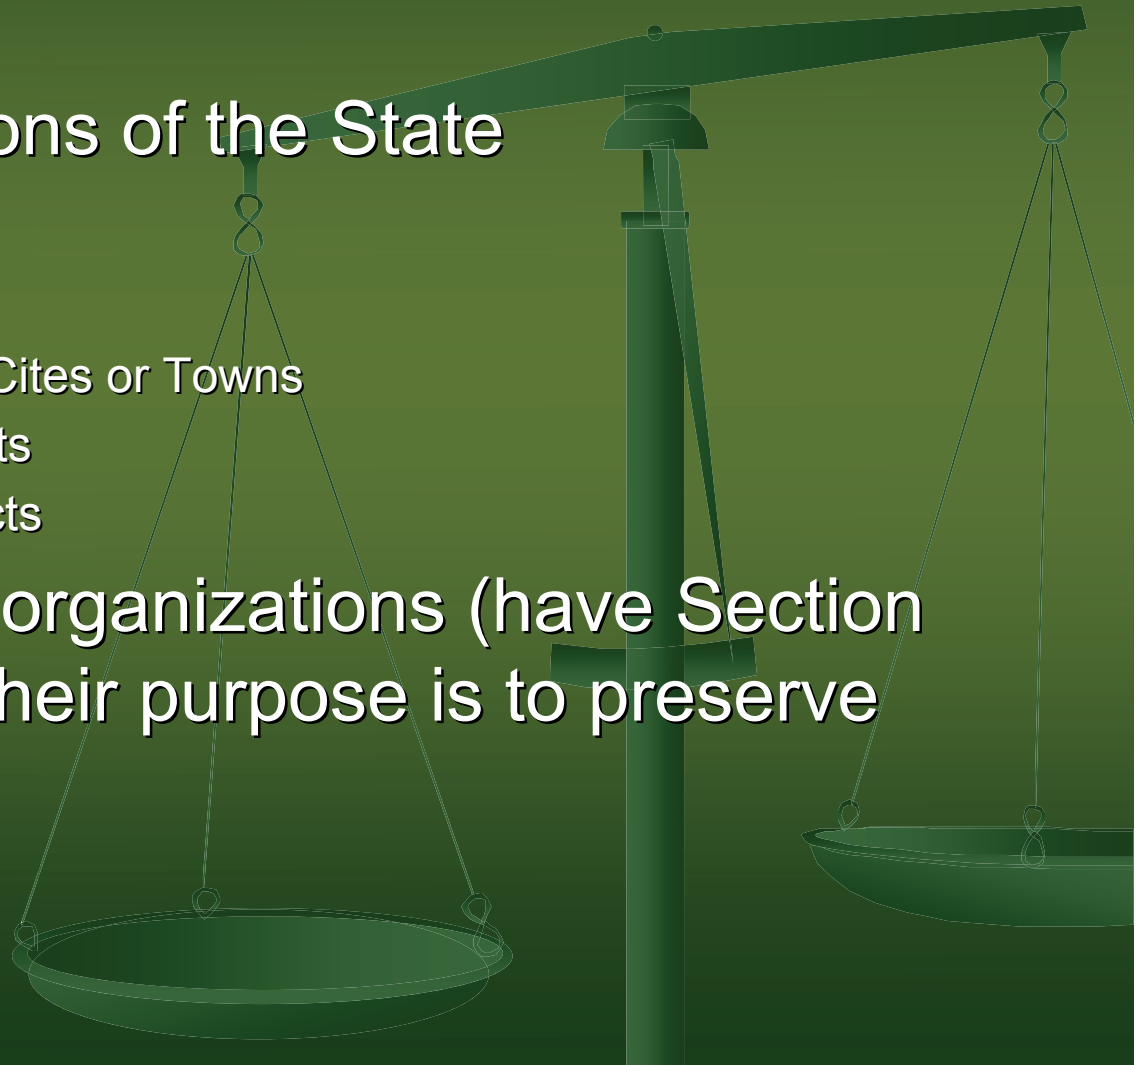 ons of the State
Cites or Towns
ts
cts
organizations (have Section
heir purpose is to preserve